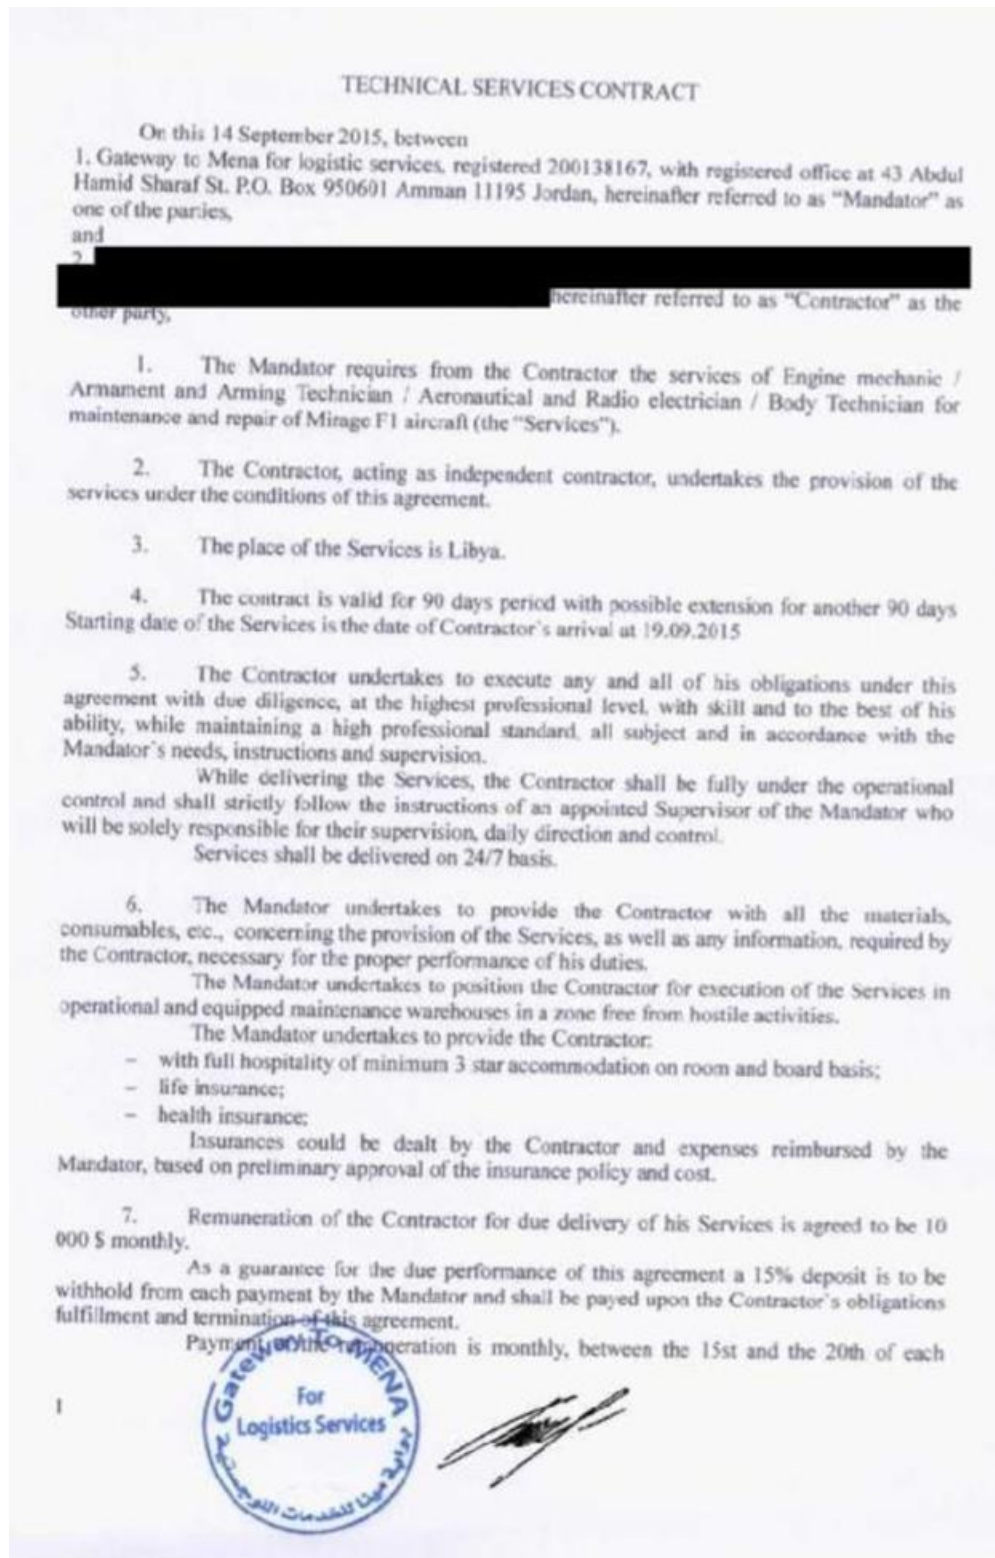 TECHNICAL SERVICES CONTRACT
On this 14 September 2015, between
1. Gateway to Mena for logistic services, registered 200138167, with registered office at 43 Abdul
Hamid Sharaf St. P.O. Box 950601 Amman 11195 Jordan, hereinafter referred to as "Mandator" as
one of the parties,
and
2.
hereinafter referred to as "Contractor" as the
other party,
1. The Mandator requires from the Contractor the services of Engine mechanic /
Armament and Arming Technician / Aeronautical and Radio electrician / Body Technician for
maintenance and repair of Mirage F1 aircraft (the "Services").
2. The Contractor, acting as independent contractor, undertakes the provision of the
services under the conditions of this agreement.
3. The place of the Services is Libya.
4. The contract is valid for 90 days period with possible extension for another 90 days
Starting date of the Services is the date of Contractor's arrival at 19.09.2015
5. The Contractor undertakes to execute any and all of his obligations under this
agreement with due diligence, at the highest professional level, with skill and to the best of his
ability, while maintaining a high professional standard, all subject and in accordance with the
Mandator's needs, instructions and supervision.
While delivering the Services, the Contractor shall be fully under the operational
control and shall strictly follow the instructions of an appointed Supervisor of the Mandator who
will be solely responsible for their supervision, daily direction and control.
Services shall be delivered on 24/7 basis.
6. The Mandator undertakes to provide the Contractor with all the materials,
consumables, etc., concerning the provision of the Services, as well as any information, required by
the Contractor, necessary for the proper performance of his duties.
The Mandator undertakes to position the Contractor for execution of the Services in
operational and equipped maintenance warehouses in a zone free from hostile activities.
The Mandator undertakes to provide the Contractor:
– with full hospitality of minimum 3 star accommodation on room and board basis;
– life insurance;
– health insurance;
Insurances could be dealt by the Contractor and expenses reimbursed by the
Mandator, based on preliminary approval of the insurance policy and cost.
7. Remuneration of the Contractor for due delivery of his Services is agreed to be 10
000 $ monthly.
As a guarantee for the due performance of this agreement a 15% deposit is to be
withhold from each payment by the Mandator and shall be payed upon the Contractor's obligations
fulfillment and termination of this agreement.
Payment of the remuneration is monthly, between the 15st and the 20th of each
1
Gateway To MENA
For
Logistics Services
بوابة مينا للخدمات اللوجستية